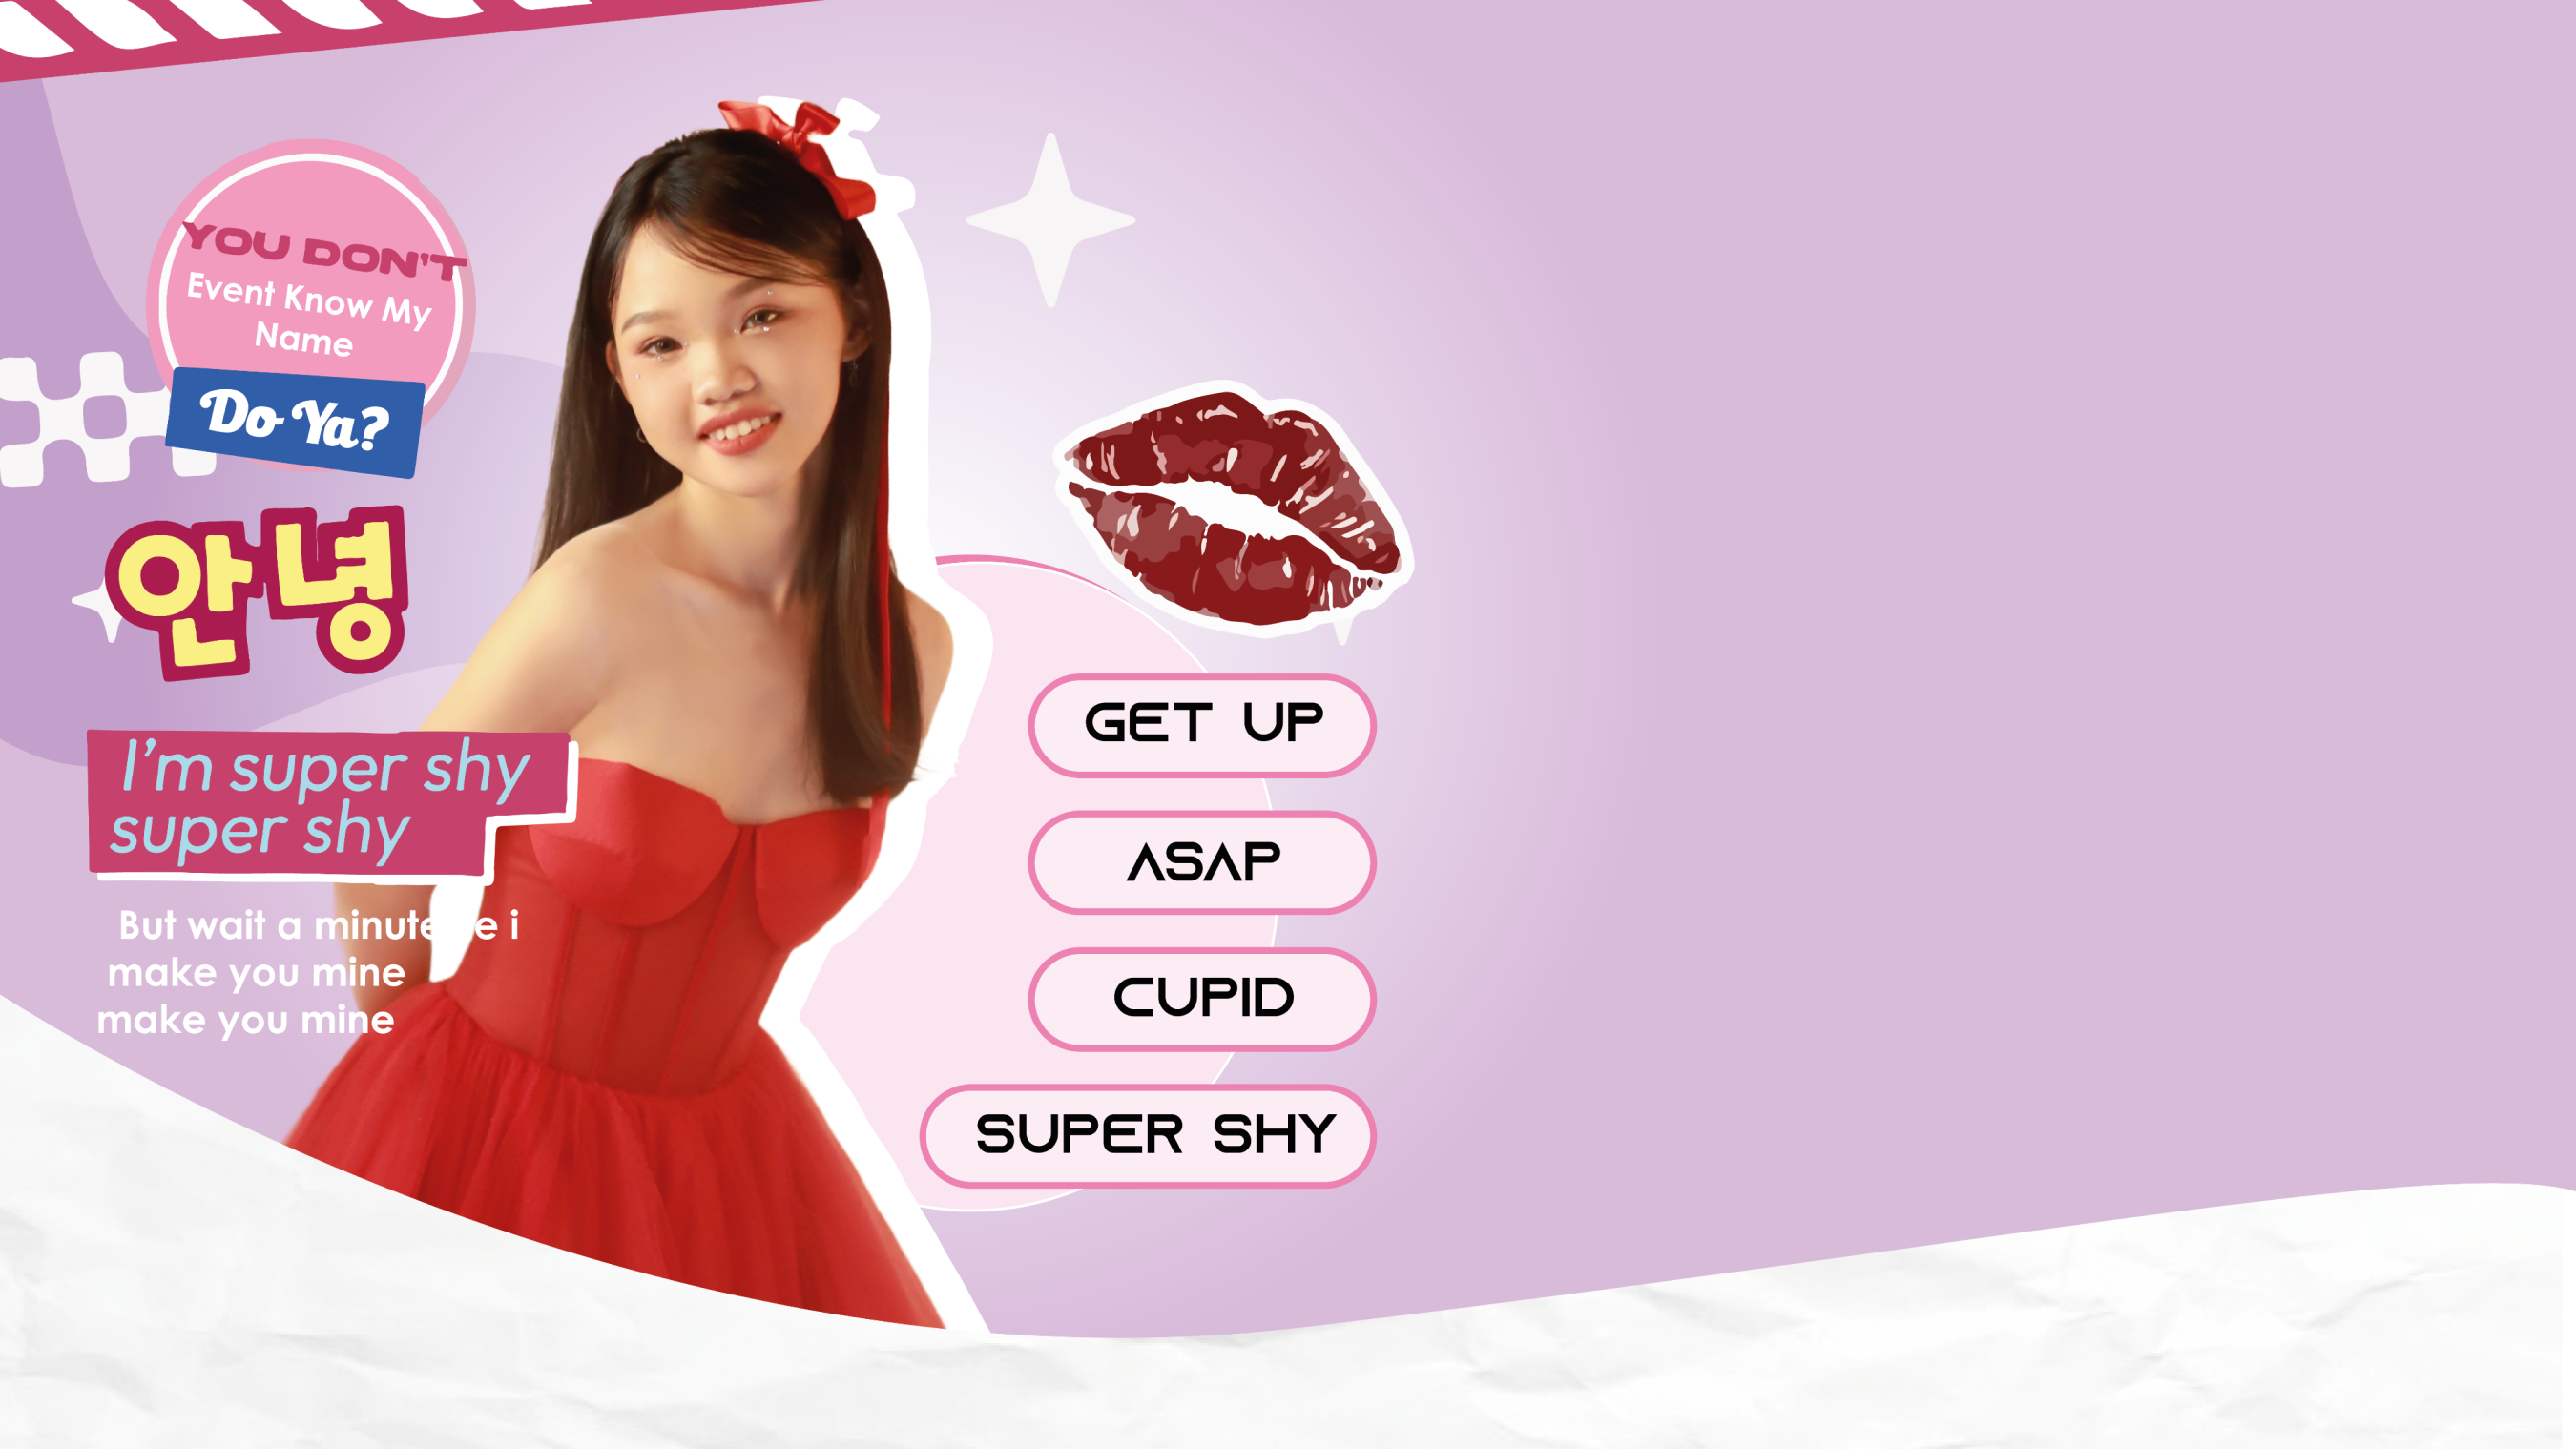 YOU DON'T
Event Know My
Name
Do Ya?
안녕
I'm super shy
super shy
But wait a minute e i
make you mine
make you mine
GET UP
ASAP
CUPID
SUPER SHY